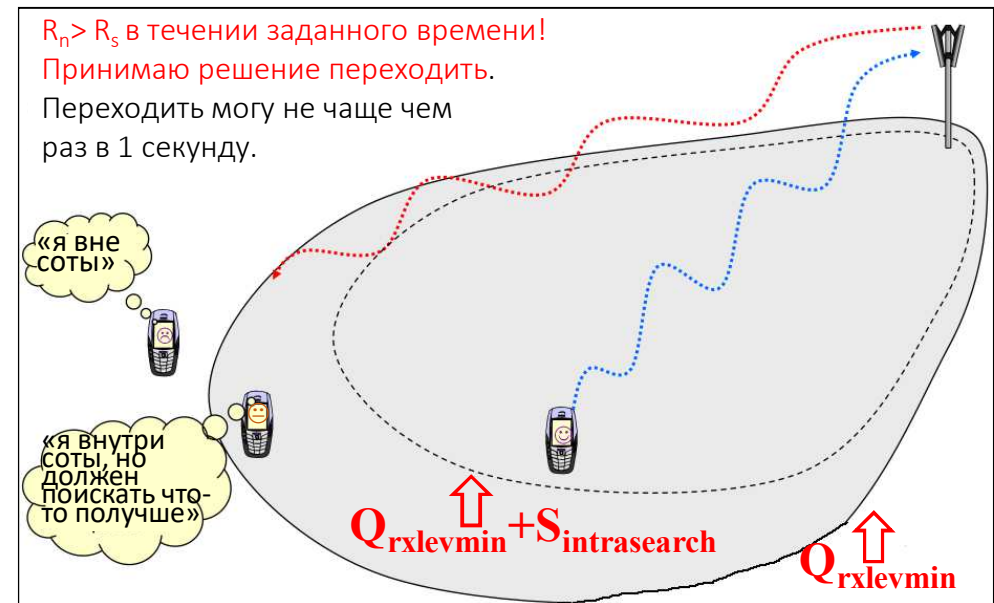 Rn> Rs в течении заданного времени!
Принимаю решение переходить.
Переходить могу не чаще чем
раз в 1 секунду.
«я вне
соты»
«я внутри
соты, но
должен
поискать что-
то получше»
Qrxlevmin+Sintrasearch
Qrxlevmin